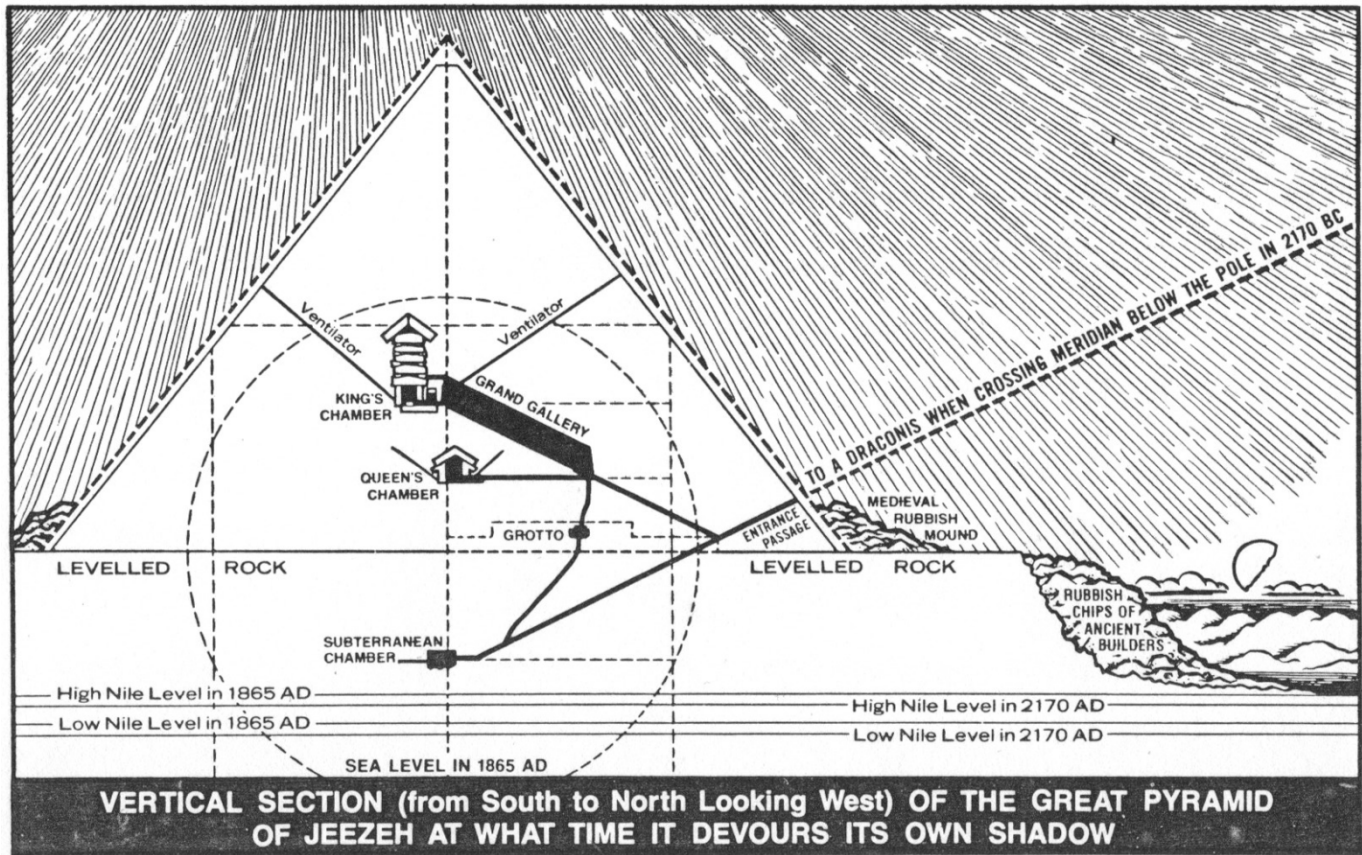 TO A DRACONIS WHEN CROSSING MERIDIAN BELOW THE POLE IN 2170 BC
Ventilator
Ventilator
KING'S
CHAMBER
GRAND GALLERY
QUEEN'S
CHAMBER
GROTTO
ENTRANCE
PASSAGE
MEDIEVAL
RUBBISH
MOUND
LEVELLED ROCK
LEVELLED ROCK
RUBBISH
CHIPS OF
ANCIENT
BUILDERS
SUBTERRANEAN
CHAMBER
High Nile Level in 1865 AD
High Nile Level in 2170 AD
Low Nile Level in 1865 AD
Low Nile Level in 2170 AD
SEA LEVEL IN 1865 AD
VERTICAL SECTION (from South to North Looking West) OF THE GREAT PYRAMID
OF JEEZEH AT WHAT TIME IT DEVOURS ITS OWN SHADOW